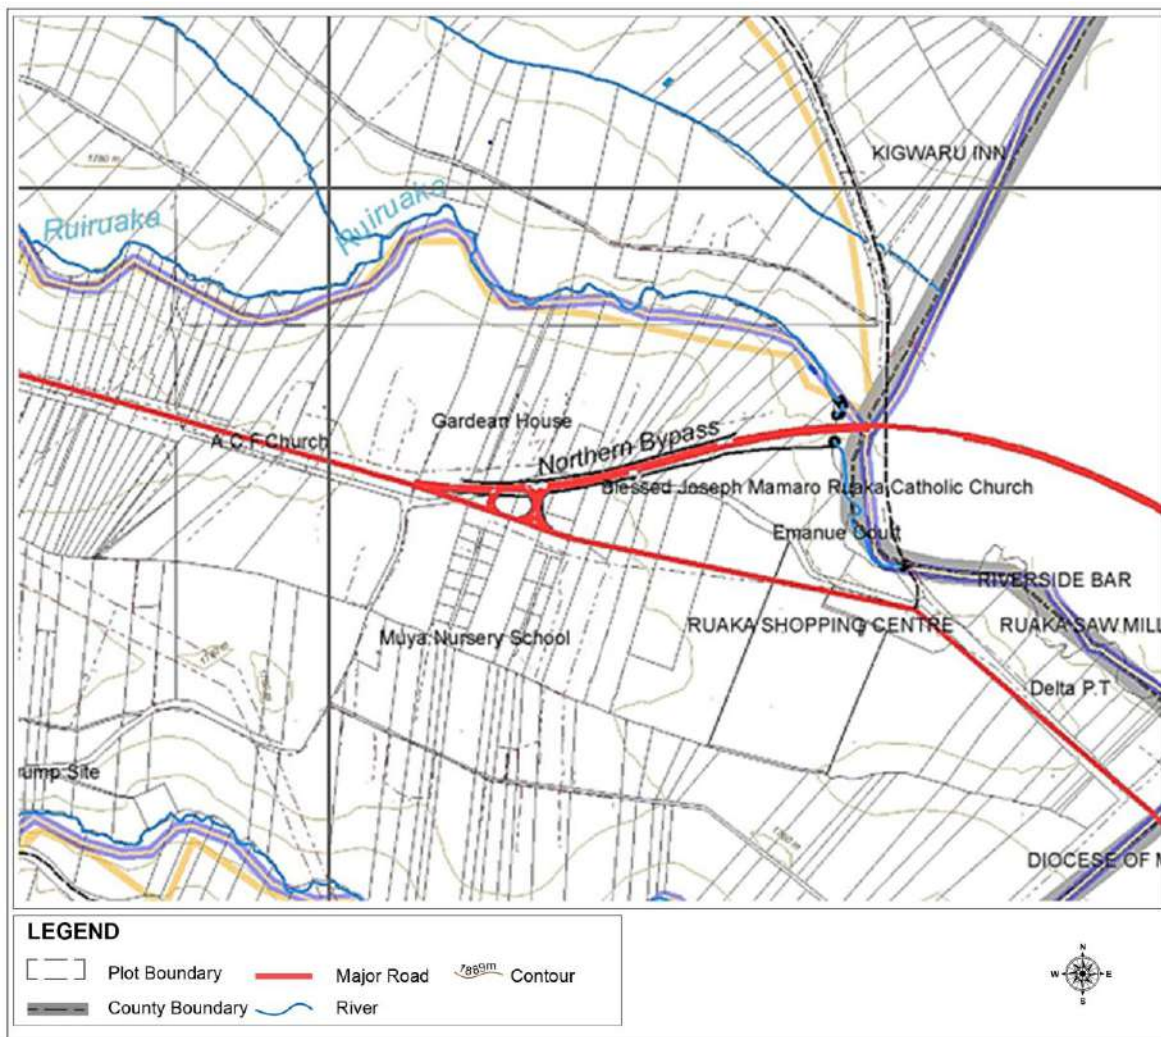 KIGWARU INN
1780 m
Ruiruaka
Ruiruaka
Gardean House
A.C.F Church
Northern Bypass
Blessed Joseph Mamaro Ruaka Catholic Church
Emanue Court
RIVERSIDE BAR
RUAKA SHOPPING CENTRE
RUAKA SAW MILL
Muya Nursery School
Delta P.T
ump Site
DIOCESE OF M
LEGEND
Plot Boundary
Major Road
1889m
Contour
County Boundary
River
N
W
E
S